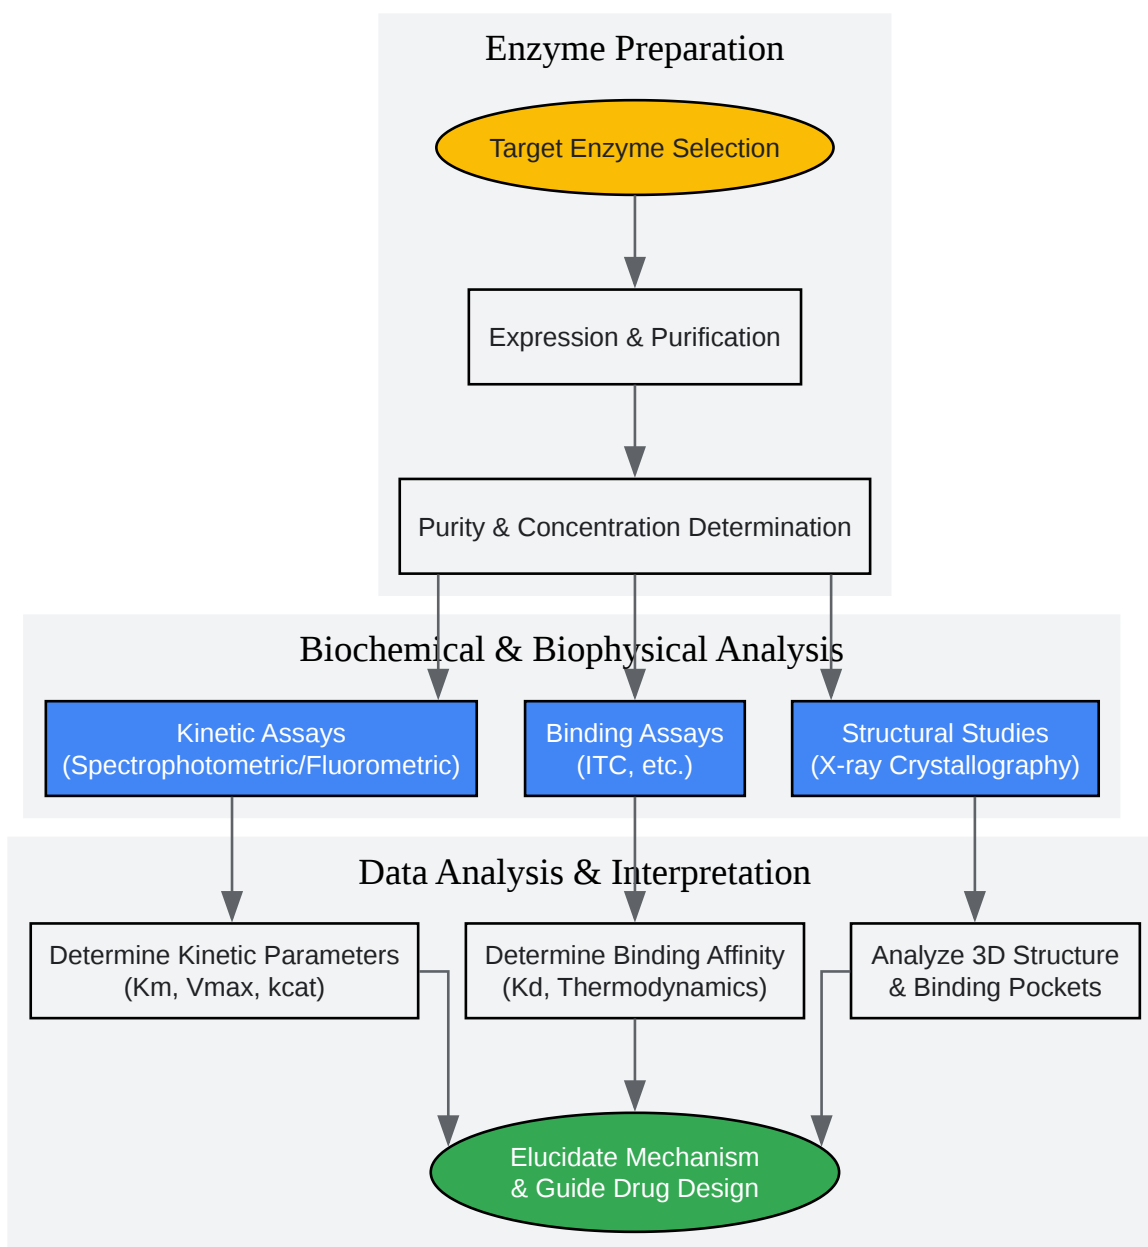 Enzyme Preparation
Target Enzyme Selection
Expression & Purification
Purity & Concentration Determination
Biochemical & Biophysical Analysis
Kinetic Assays
(Spectrophotometric/Fluorometric)
Binding Assays
(ITC, etc.)
Structural Studies
(X-ray Crystallography)
Data Analysis & Interpretation
Determine Kinetic Parameters
(Km, Vmax, kcat)
Determine Binding Affinity
(Kd, Thermodynamics)
Analyze 3D Structure
& Binding Pockets
Elucidate Mechanism
& Guide Drug Design